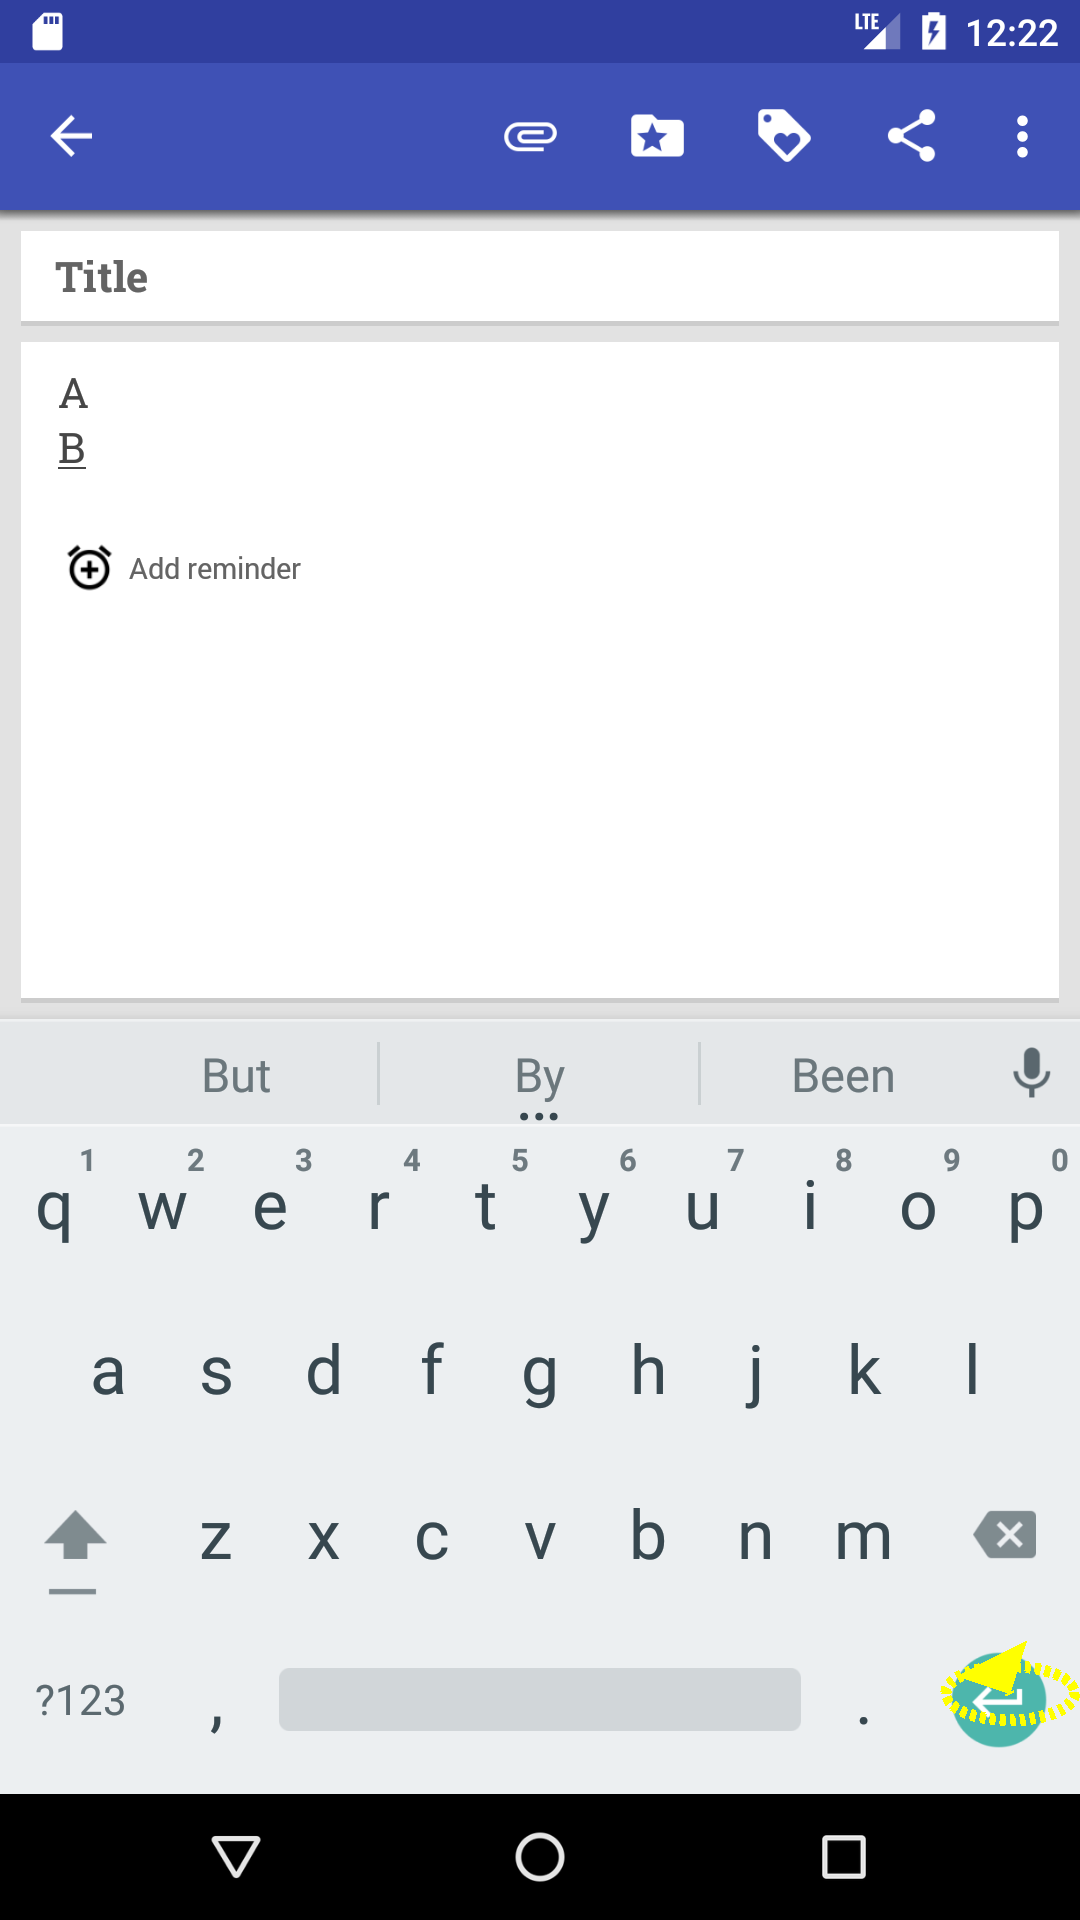 LTE 12:22
Title
A
B
Add reminder
But By Been
1 2 3 4 5 6 7 8 9 0
q w e r t y u i o p
a s d f g h j k l
z x c v b n m
?123 , .